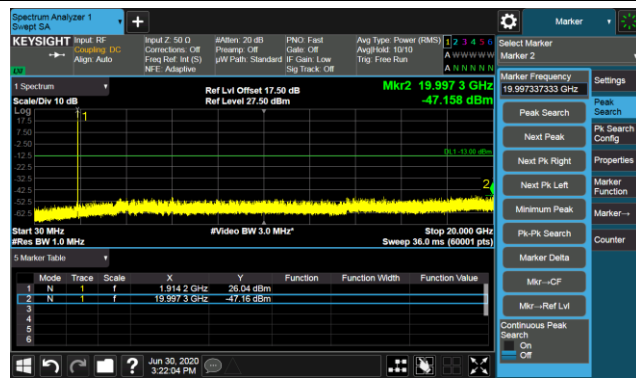 Spectrum Analyzer 1
Swept SA
+
Marker
KEYSIGHT
Input: RF
Coupling: DC
Align: Auto
Input Z: 50 Ω
Corrections: Off
Freq Ref: Int (S)
NFE: Adaptive
#Atten: 20 dB
Preamp: Off
µW Path: Standard
PNO: Fast
Gate: Off
IF Gain: Low
Sig Track: Off
Avg Type: Power (RMS)
Avg|Hold: 10/10
Trig: Free Run
1 2 3 4 5 6
A W W W W W
A N N N N N
LV
Select Marker
Marker 2
1 Spectrum
Scale/Div 10 dB
Ref Lvl Offset 17.50 dB
Ref Level 27.50 dBm
Mkr2 19.997 3 GHz
-47.158 dBm
Log
17.5
7.50
-2.50
-12.5
-22.5
-32.5
-42.5
-52.5
-62.5
1
DL1 -13.00 dBm
2
Start 30 MHz
#Res BW 1.0 MHz
#Video BW 3.0 MHz*
Stop 20.000 GHz
Sweep 36.0 ms (60001 pts)
5 Marker Table
Mode Trace Scale X Y Function Function Width Function Value
1 N 1 f 1.914 2 GHz 26.04 dBm
2 N 1 f 19.997 3 GHz -47.16 dBm
3
4
5
6
Marker Frequency
19.997337333 GHz
Peak Search
Next Peak
Next Pk Right
Next Pk Left
Minimum Peak
Pk-Pk Search
Marker Delta
Mkr→CF
Mkr→Ref Lvl
Continuous Peak
Search
On
Off
Settings
Peak
Search
Pk Search
Config
Properties
Marker
Function
Marker→
Counter
?
Jun 30, 2020
3:22:04 PM